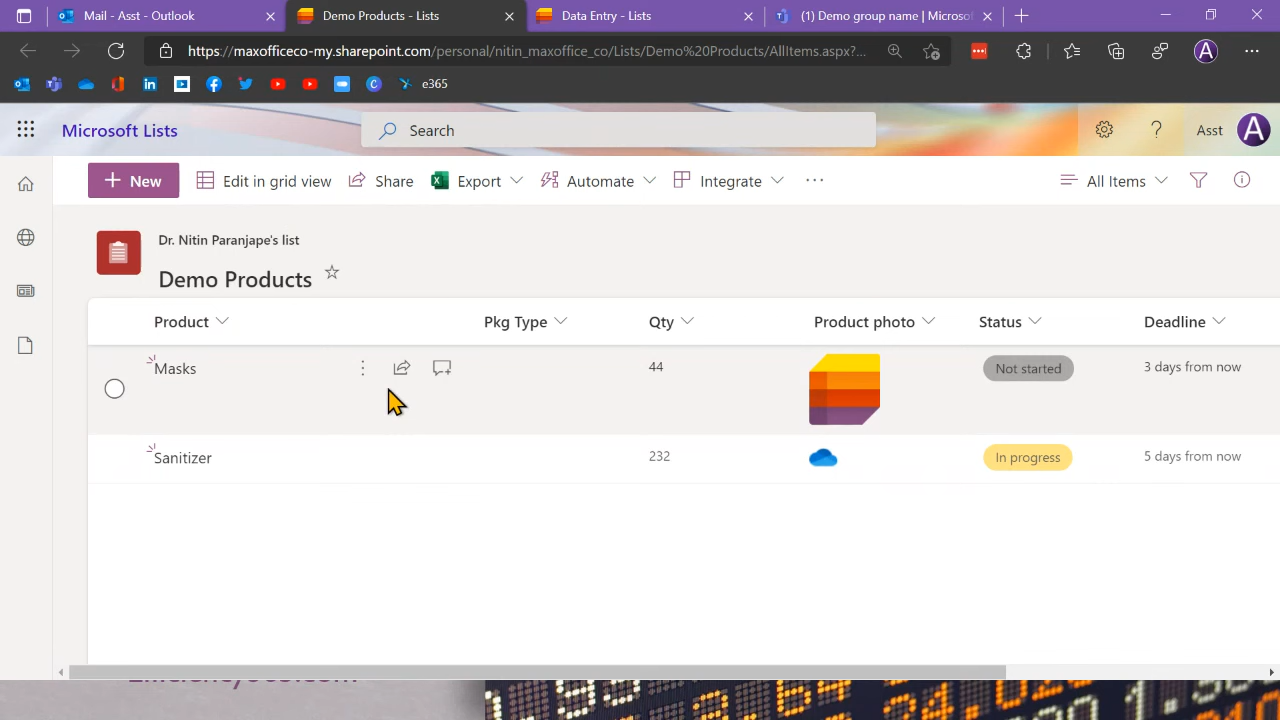 Mail - Asst - Outlook
Demo Products - Lists
Data Entry - Lists
(1) Demo group name | Microsof
https://maxofficeco-my.sharepoint.com/personal/nitin_maxoffice_co/Lists/Demo%20Products/AllItems.aspx?...
A
e365
Microsoft Lists
Search
Asst
A
New
Edit in grid view
Share
Export
Automate
Integrate
All Items
Dr. Nitin Paranjape's list
Demo Products
Product
Pkg Type
Qty
Product photo
Status
Deadline
Masks
44
Not started
3 days from now
Sanitizer
232
In progress
5 days from now